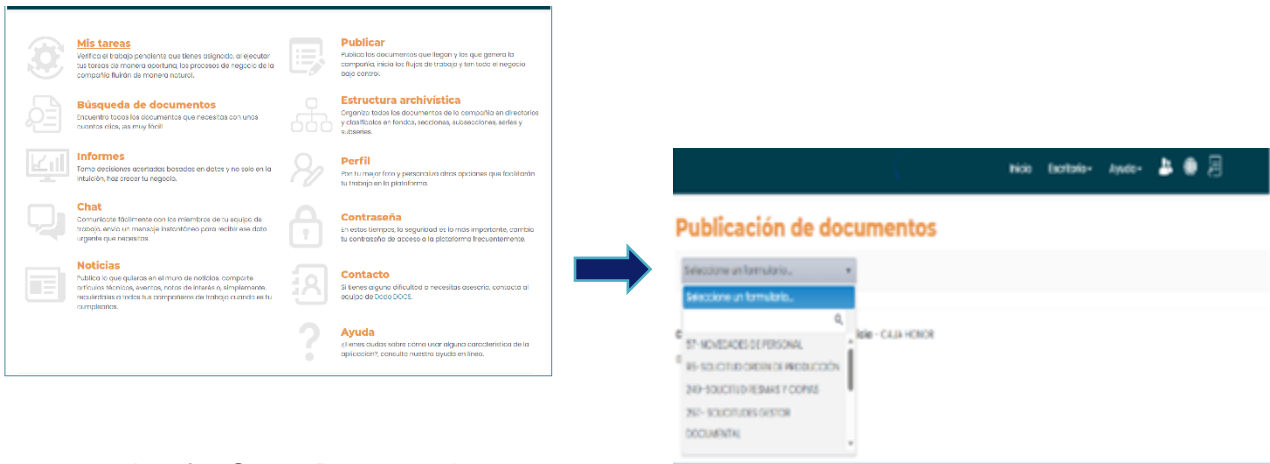 Mis tareas
Verifica el trabajo pendiente que tienes asignado, al ejecutar
tus tareas de manera oportuna, los procesos de negocio de la
compañía fluirán de manera natural.
Búsqueda de documentos
Encuentra todos los documentos que necesitas con unos
cuantos clics, ¡es muy fácil!
Informes
Toma decisiones acertadas basadas en datos y no solo en la
intuición, haz crecer tu negocio.
Chat
Comunícate fácilmente con los miembros de tu equipo de
trabajo, envía un mensaje instantáneo para recibir ese dato
urgente que necesitas.
Noticias
Publica lo que quieras en el muro de noticias, comparte
artículos técnicos, eventos, notas de interés o, simplemente,
recuérdales a todos tus compañeros de trabajo cuando es tu
cumpleaños.
Publicar
Publica los documentos que llegan y los que genera la
compañía, inicia los flujos de trabajo y ten todo el negocio
bajo control.
Estructura archivística
Organiza todos los documentos de la compañía en directorios
y clasifícalos en fondos, secciones, subsecciones, series y
subseries.
Perfil
Pon tu mejor foto y personaliza otras opciones que facilitarán
tu trabajo en la plataforma.
Contraseña
En estos tiempos, la seguridad es lo más importante, cambia
tu contraseña de acceso a la plataforma frecuentemente.
Contacto
Si tienes alguna dificultad o necesitas asesoría, contacta al
equipo de Dodo DOCS.
Ayuda
¿Tienes dudas sobre cómo usar alguna característica de la
aplicación?, consulta nuestra ayuda en línea.
Inicio Escritorio Ayuda
Publicación de documentos
Seleccione un formulario...
Seleccione un formulario...
- CAJA HONOR
97- NOVEDADES DE PERSONAL
95- SOLICITUD ORDEN DE PRODUCCIÓN
249-SOLICITUD RESMAS Y COPIAS
SOLICITUDES GESTOR
DOCUMENTAL